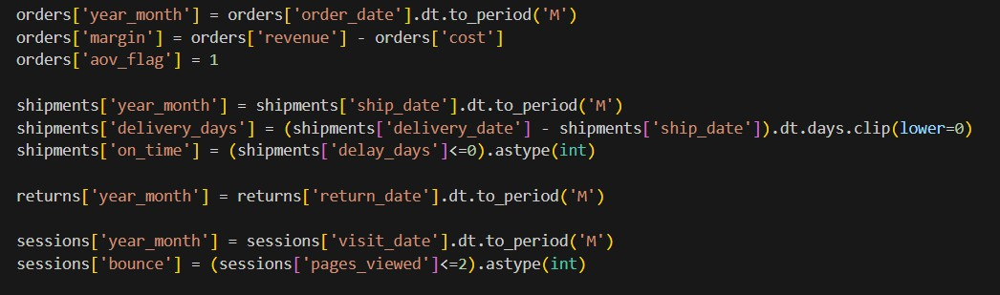 orders['year_month'] = orders['order_date'].dt.to_period('M')
orders['margin'] = orders['revenue'] - orders['cost']
orders['aov_flag'] = 1
shipments['year_month'] = shipments['ship_date'].dt.to_period('M')
shipments['delivery_days'] = (shipments['delivery_date'] - shipments['ship_date']).dt.days.clip(lower=0)
shipments['on_time'] = (shipments['delay_days']<=0).astype(int)
returns['year_month'] = returns['return_date'].dt.to_period('M')
sessions['year_month'] = sessions['visit_date'].dt.to_period('M')
sessions['bounce'] = (sessions['pages_viewed']<=2).astype(int)